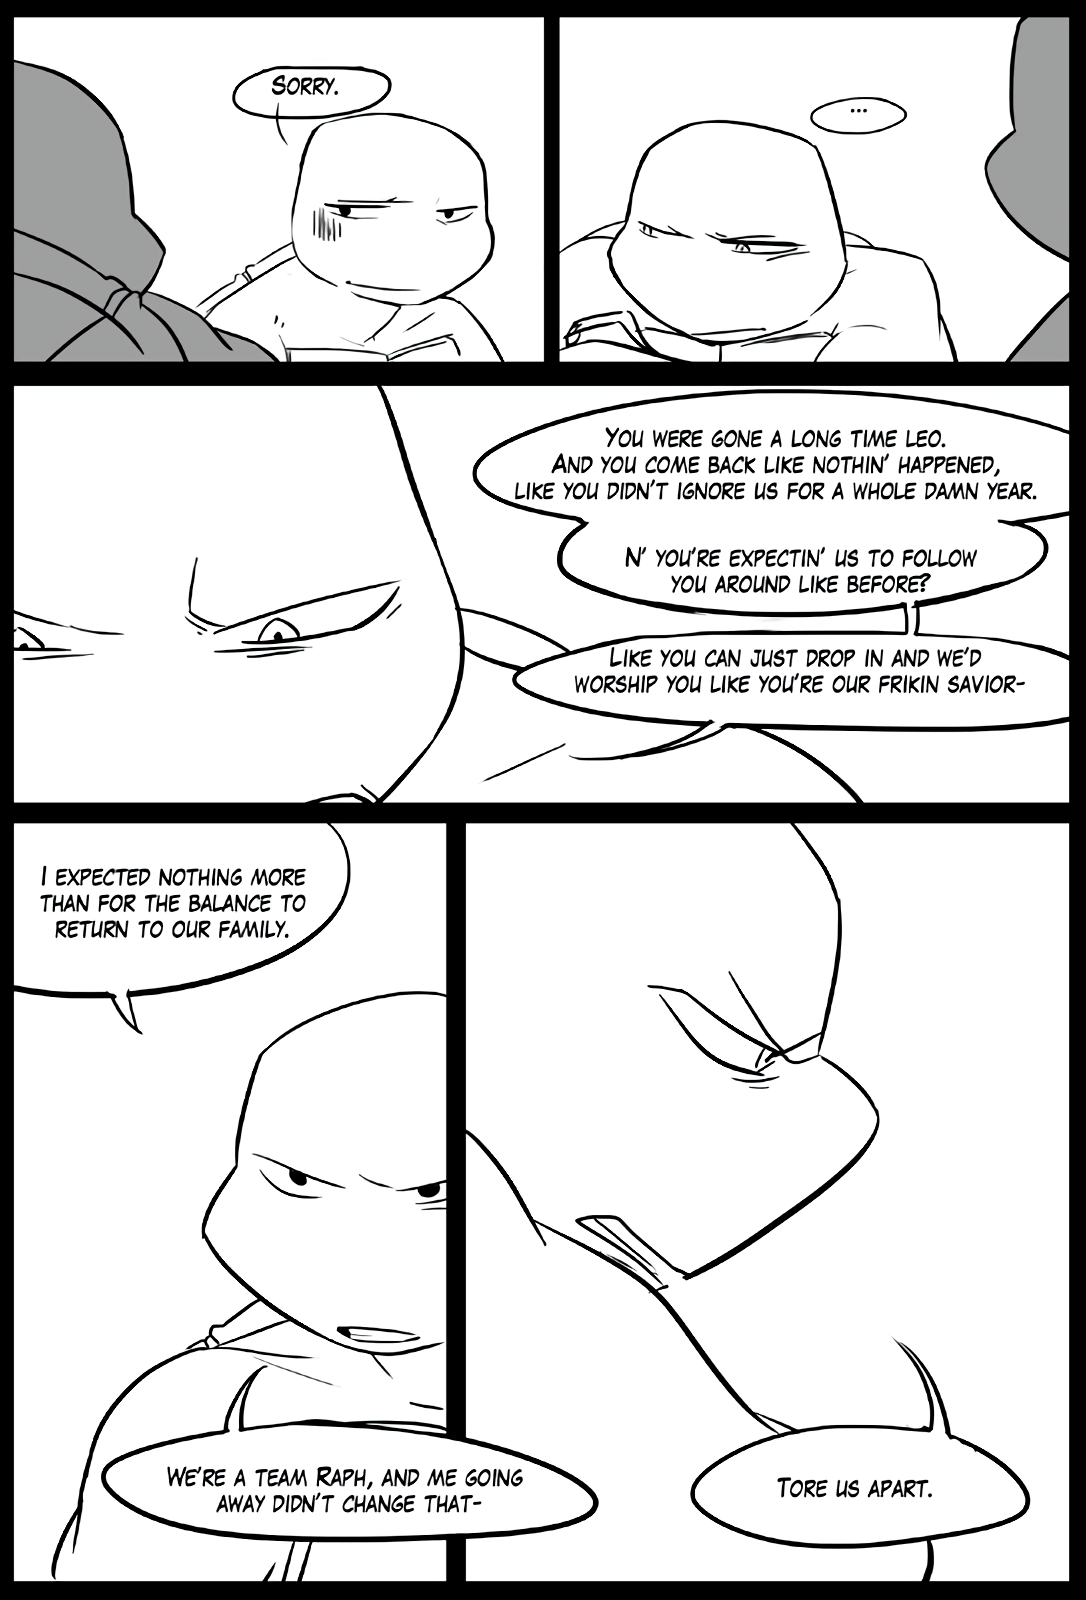 Sorry.
...
You were gone a long time Leo.
And you come back like nothin' happened,
like you didn't ignore us for a whole damn year.
N' you're expectin' us to follow
you around like before?
Like you can just drop in and we'd
worship you like you're our frikin savior-
I expected nothing more
than for the balance to
return to our family.
We're a team Raph, and me going
away didn't change that-
Tore us apart.